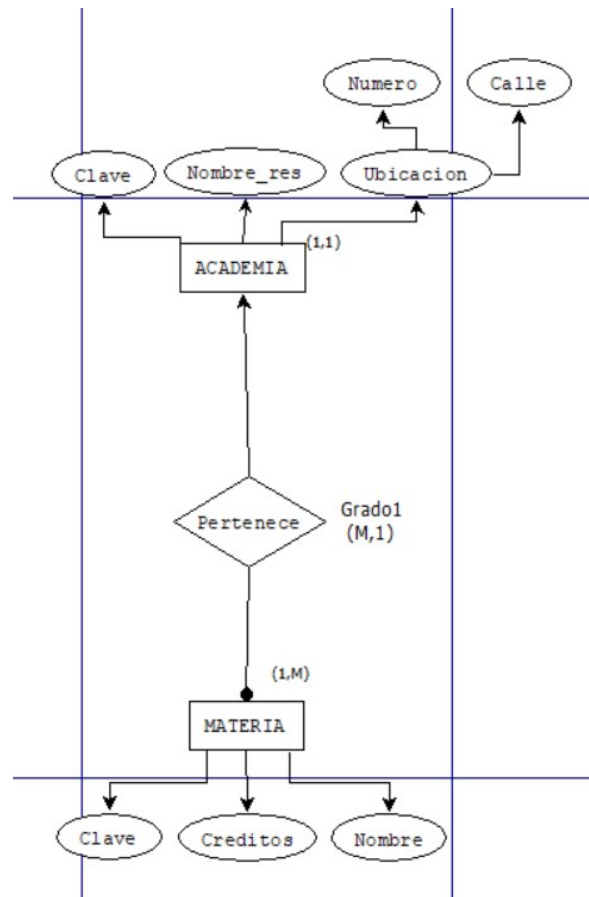 Numero
Calle
Clave
Nombre_res
Ubicacion
(1,1)
ACADEMIA
Pertenece
Grado1
(M,1)
(1,M)
MATERIA
Clave
Creditos
Nombre